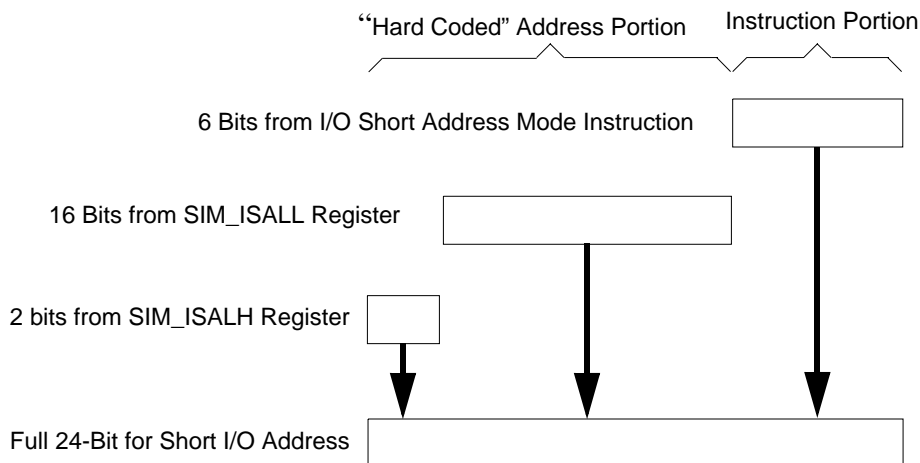 “Hard Coded” Address Portion
Instruction Portion
6 Bits from I/O Short Address Mode Instruction
16 Bits from SIM_ISALL Register
2 bits from SIM_ISALH Register
Full 24-Bit for Short I/O Address